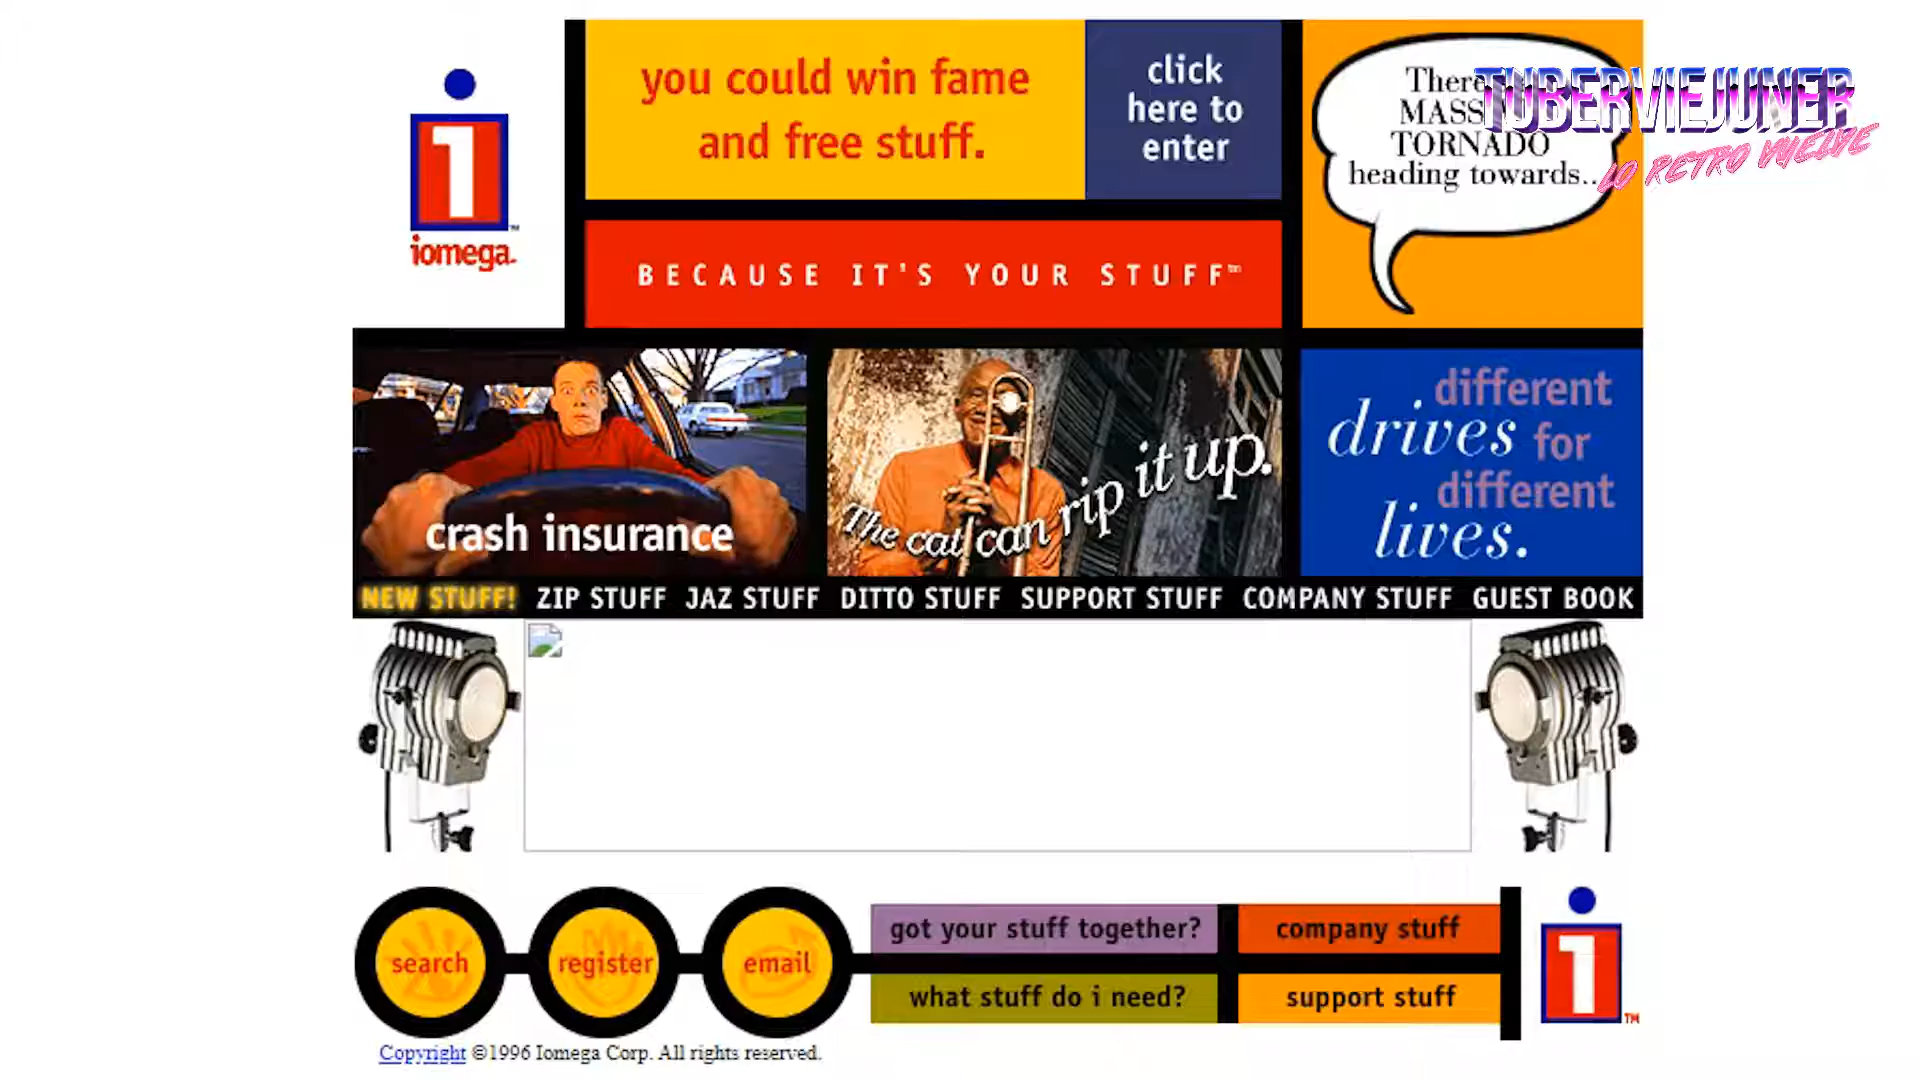 you could win fame
and free stuff.
click
here to
enter
There
MASS
TORNADO
heading towards..
TUBERVIEJUNER
LO RETRO VUELVE
1
iomega
BECAUSE IT'S YOUR STUFF™
crash insurance
The cat can rip it up.
different
drives for
different
lives.
NEW STUFF! ZIP STUFF JAZ STUFF DITTO STUFF SUPPORT STUFF COMPANY STUFF GUEST BOOK
search
register
email
got your stuff together?
company stuff
what stuff do i need?
support stuff
1™
Copyright ©1996 Iomega Corp. All rights reserved.